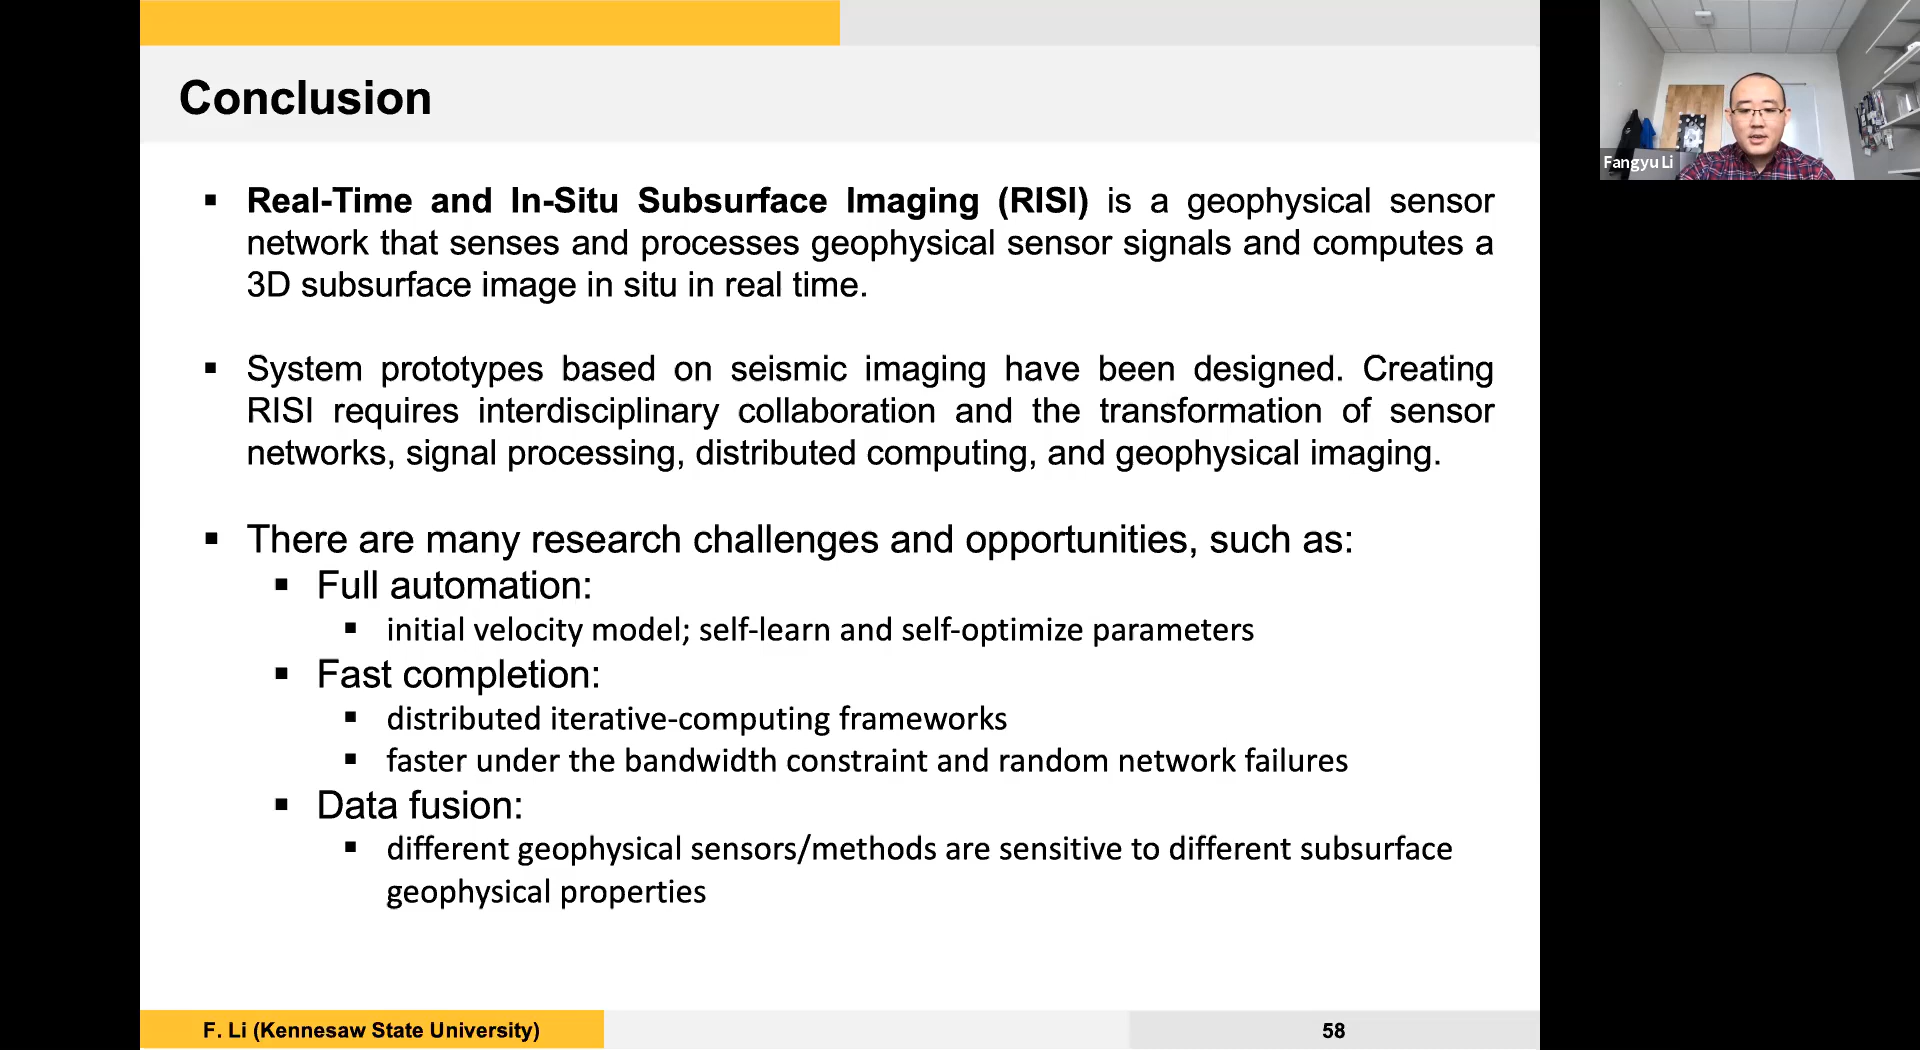 Conclusion
▪ Real-Time and In-Situ Subsurface Imaging (RISI) is a geophysical sensor
network that senses and processes geophysical sensor signals and computes a
3D subsurface image in situ in real time.
▪ System prototypes based on seismic imaging have been designed. Creating
RISI requires interdisciplinary collaboration and the transformation of sensor
networks, signal processing, distributed computing, and geophysical imaging.
▪ There are many research challenges and opportunities, such as:
▪ Full automation:
▪ initial velocity model; self-learn and self-optimize parameters
▪ Fast completion:
▪ distributed iterative-computing frameworks
▪ faster under the bandwidth constraint and random network failures
▪ Data fusion:
▪ different geophysical sensors/methods are sensitive to different subsurface
geophysical properties
F. Li (Kennesaw State University)
58
Fangyu Li